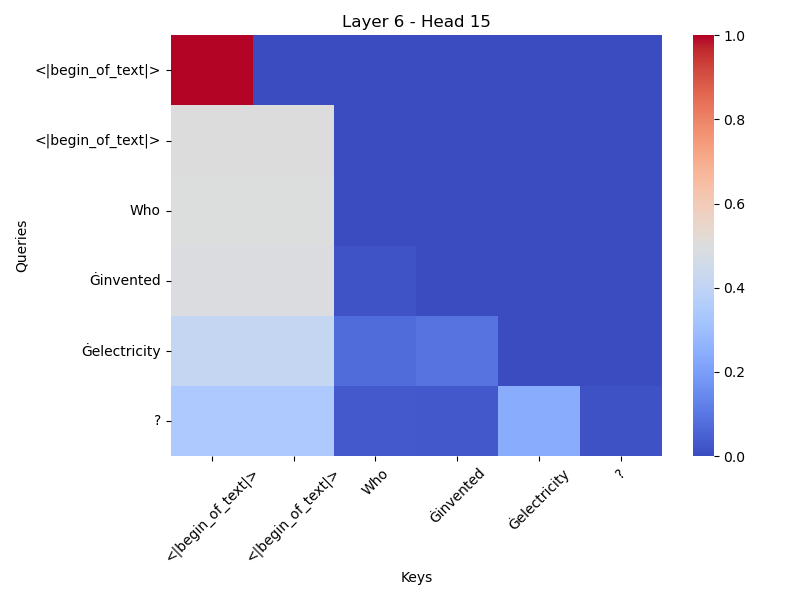 Layer 6 - Head 15
<|begin_of_text|>
<|begin_of_text|>
Who
Ġinvented
Ġelectricity
?
Queries
<|begin_of_text|>
<|begin_of_text|>
Who
Ġinvented
Ġelectricity
?
Keys
1.0
0.8
0.6
0.4
0.2
0.0